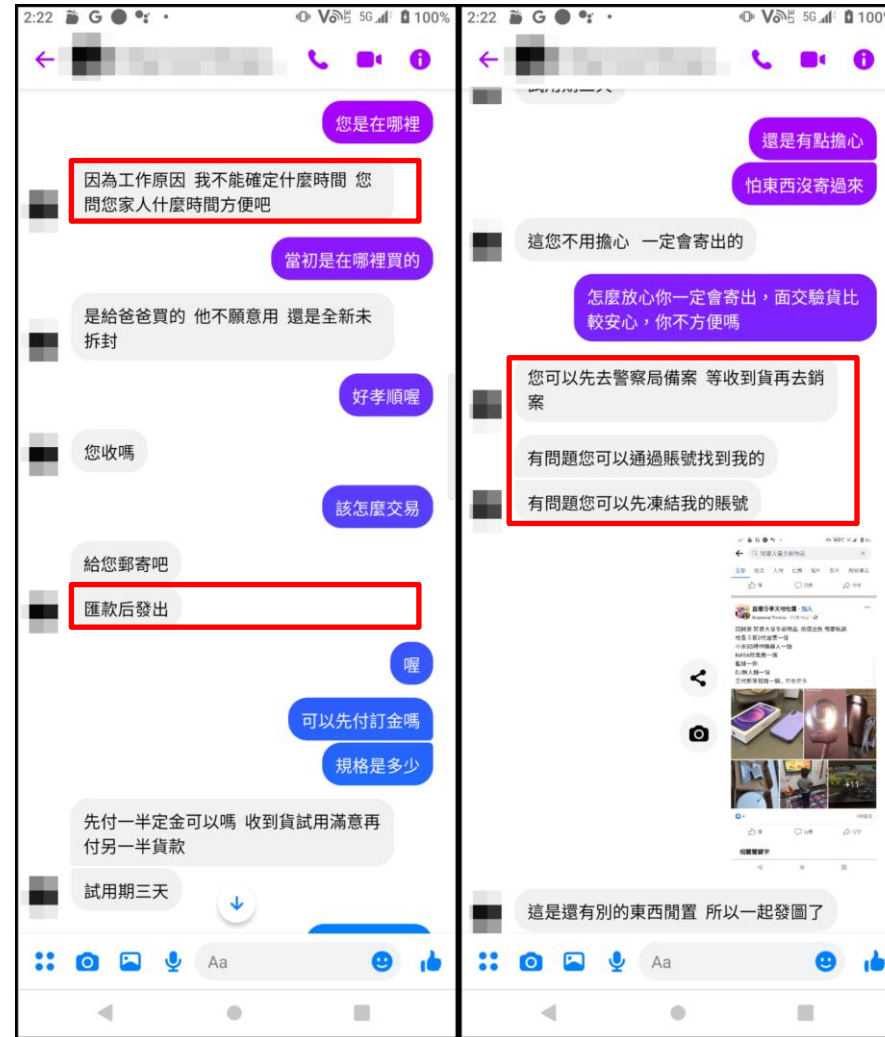 2:22 G 5G 100%
您是在哪裡
因為工作原因 我不能確定什麼時間 您
問您家人什麼時間方便吧
當初是在哪裡買的
是給爸爸買的 他不願意用 還是全新未
拆封
好孝順喔
您收嗎
該怎麼交易
給您郵寄吧
匯款后發出
喔
可以先付訂金嗎
規格是多少
先付一半定金可以嗎 收到貨試用滿意再
付另一半貨款
試用期三天
Aa
2:22 G 5G 100%
還是有點擔心
怕東西沒寄過來
這您不用擔心 一定會寄出的
怎麼放心你一定會寄出，面交驗貨比
較安心，你不方便嗎
您可以先去警察局備案 等收到貨再去銷
案
有問題您可以通過賬號找到我的
有問題您可以先凍結我的賬號
+11
這是還有別的東西閒置 所以一起發圖了
Aa